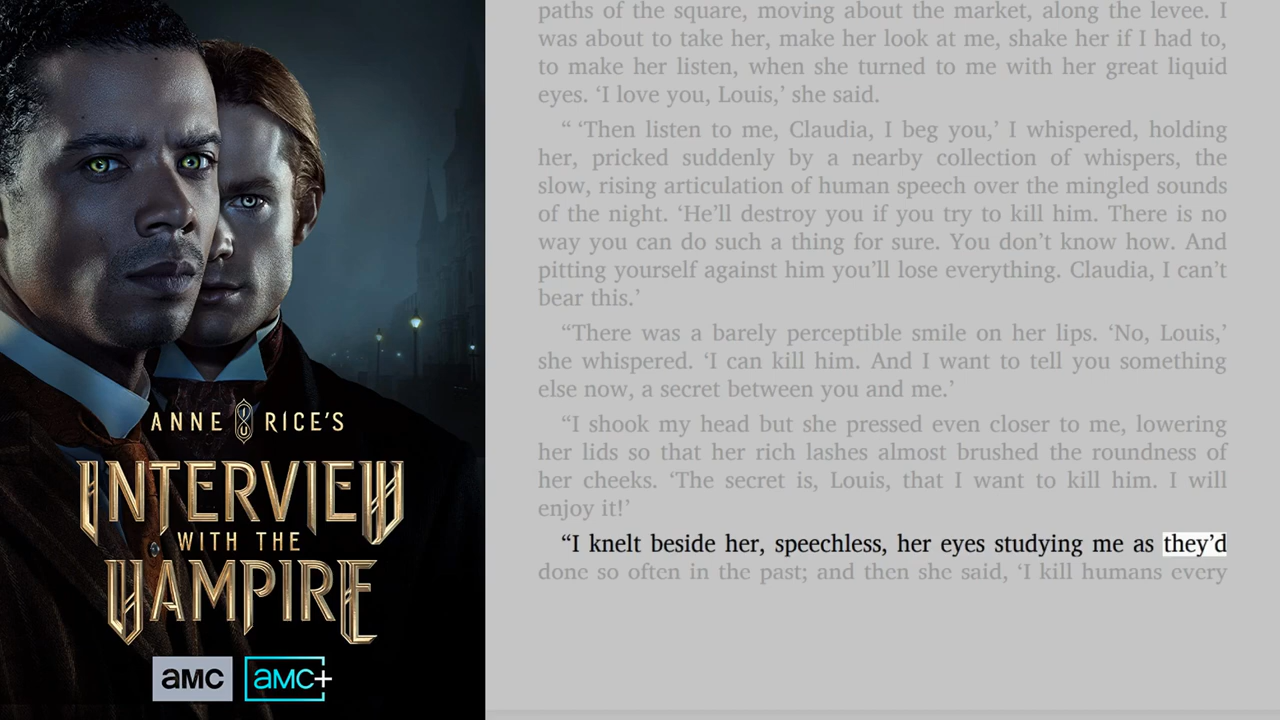 ANNE RICE'S
INTERVIEW
WITH THE
VAMPIRE
amc
amc+
paths of the square, moving about the market, along the levee. I
was about to take her, make her look at me, shake her if I had to,
to make her listen, when she turned to me with her great liquid
eyes. ‘I love you, Louis,’ she said.
“ ‘Then listen to me, Claudia, I beg you,’ I whispered, holding
her, pricked suddenly by a nearby collection of whispers, the
slow, rising articulation of human speech over the mingled sounds
of the night. ‘He’ll destroy you if you try to kill him. There is no
way you can do such a thing for sure. You don’t know how. And
pitting yourself against him you’ll lose everything. Claudia, I can’t
bear this.’
“There was a barely perceptible smile on her lips. ‘No, Louis,’
she whispered. ‘I can kill him. And I want to tell you something
else now, a secret between you and me.’
“I shook my head but she pressed even closer to me, lowering
her lids so that her rich lashes almost brushed the roundness of
her cheeks. ‘The secret is, Louis, that I want to kill him. I will
enjoy it!’
“I knelt beside her, speechless, her eyes studying me as they’d
done so often in the past; and then she said, ‘I kill humans every